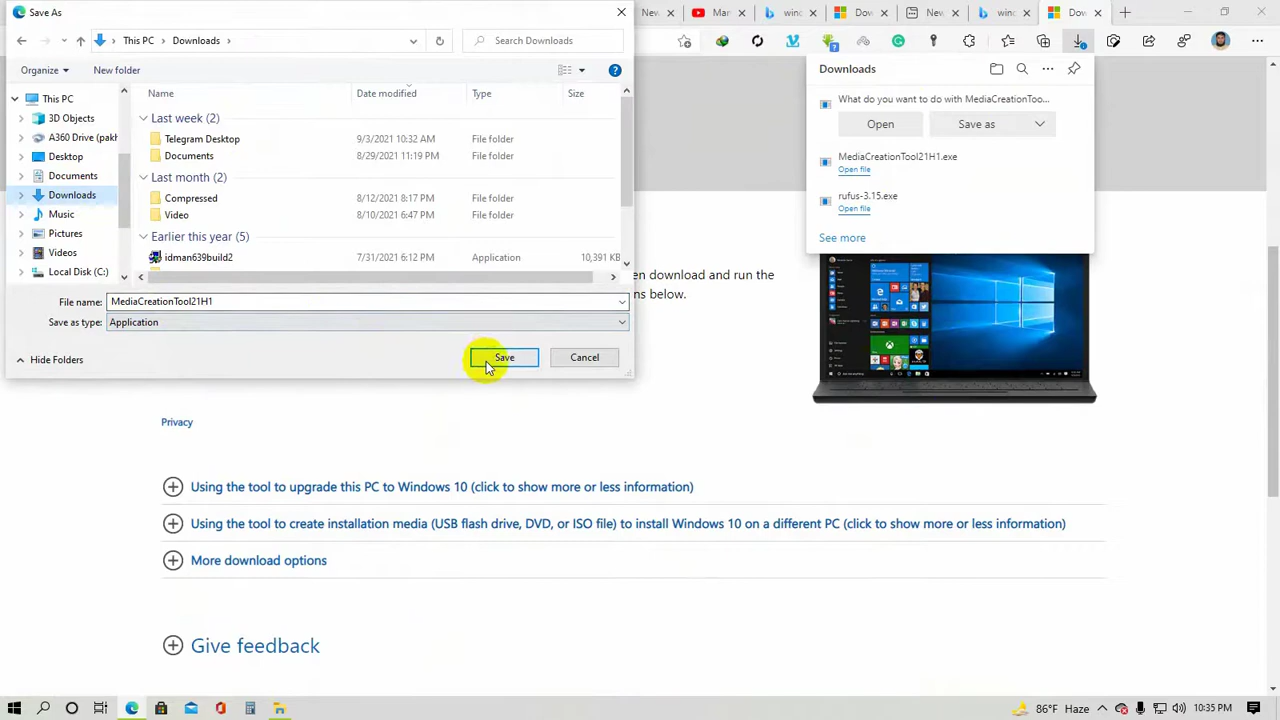 Save As
New
Mar
winc
Dow
New
winc
Dow
This PC > Downloads >
Search Downloads
Organize
New folder
Downloads
This PC
3D Objects
A360 Drive (pakh
Desktop
Documents
Downloads
Music
Pictures
Videos
Local Disk (C:)
Name Date modified Type Size
Last week (2)
Telegram Desktop 9/3/2021 10:32 AM File folder
Documents 8/29/2021 11:19 PM File folder
Last month (2)
Compressed 8/12/2021 8:17 PM File folder
Video 8/10/2021 6:47 PM File folder
Earlier this year (5)
idman639build2 7/31/2021 6:12 PM Application 10,391 KB
What do you want to do with MediaCreationToo...
Open
Save as
MediaCreationTool21H1.exe
Open file
rufus-3.15.exe
Open file
See more
en download and run the
ns below.
File name: MediaCreationTool21H1
Save as type: Application
Hide Folders
Save
Cancel
Privacy
Using the tool to upgrade this PC to Windows 10 (click to show more or less information)
Using the tool to create installation media (USB flash drive, DVD, or ISO file) to install Windows 10 on a different PC (click to show more or less information)
More download options
Give feedback
86°F Haze
10:35 PM